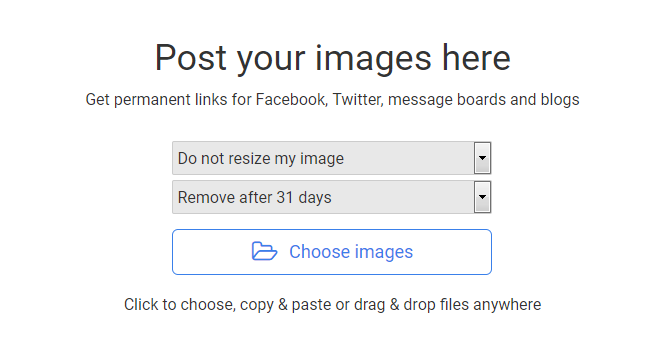 Post your images here
Get permanent links for Facebook, Twitter, message boards and blogs
Do not resize my image
Remove after 31 days
Choose images
Click to choose, copy & paste or drag & drop files anywhere